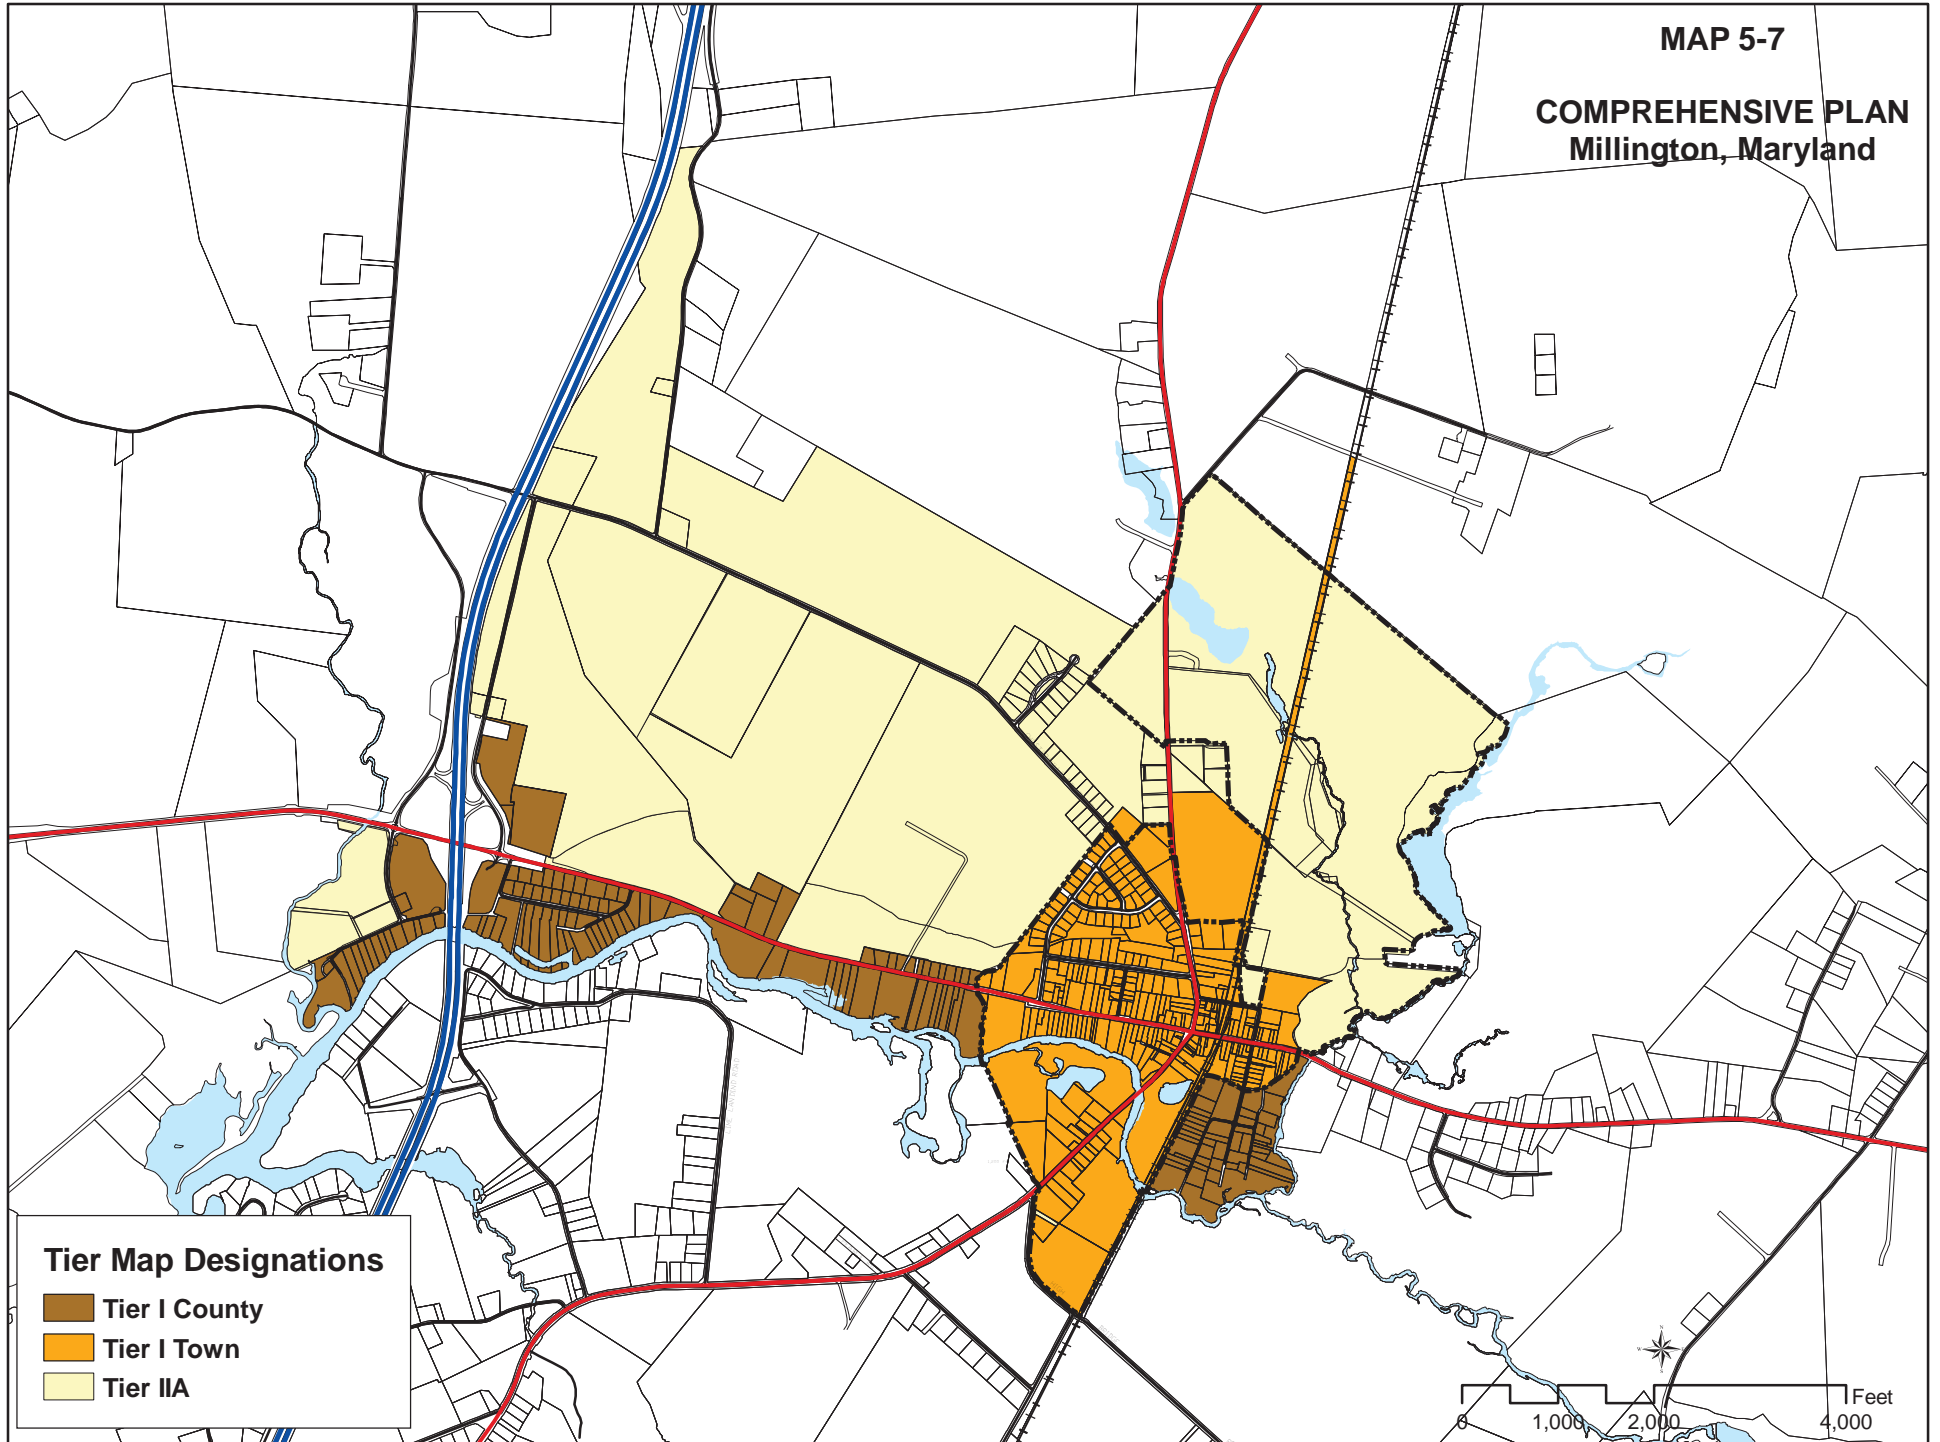 MAP 5-7
COMPREHENSIVE PLAN
Millington, Maryland
Tier Map Designations
Tier I County
Tier I Town
Tier IIA
Feet
0 1,000 2,000 4,000